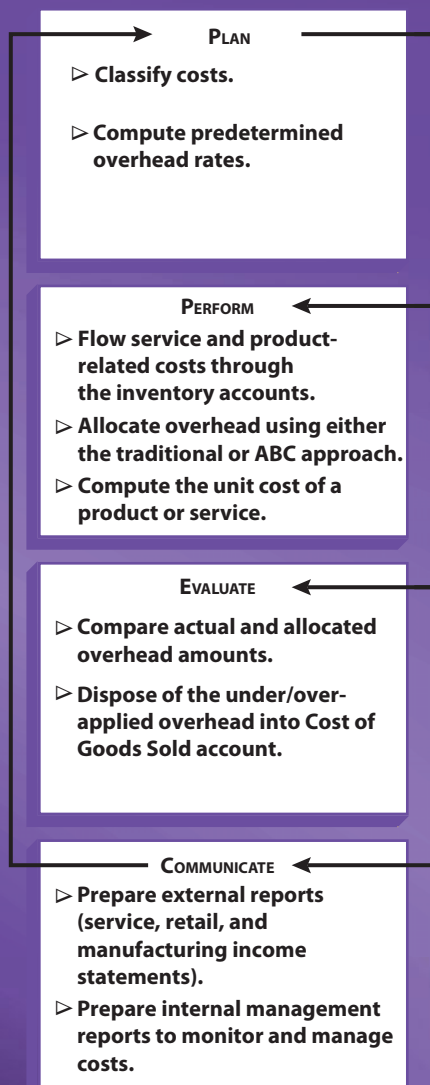 PLAN
▷ Classify costs.
▷ Compute predetermined
overhead rates.
PERFORM
▷ Flow service and product-
related costs through
the inventory accounts.
▷ Allocate overhead using either
the traditional or ABC approach.
▷ Compute the unit cost of a
product or service.
EVALUATE
▷ Compare actual and allocated
overhead amounts.
▷ Dispose of the under/over-
applied overhead into Cost of
Goods Sold account.
COMMUNICATE
▷ Prepare external reports
(service, retail, and
manufacturing income
statements).
▷ Prepare internal management
reports to monitor and manage
costs.